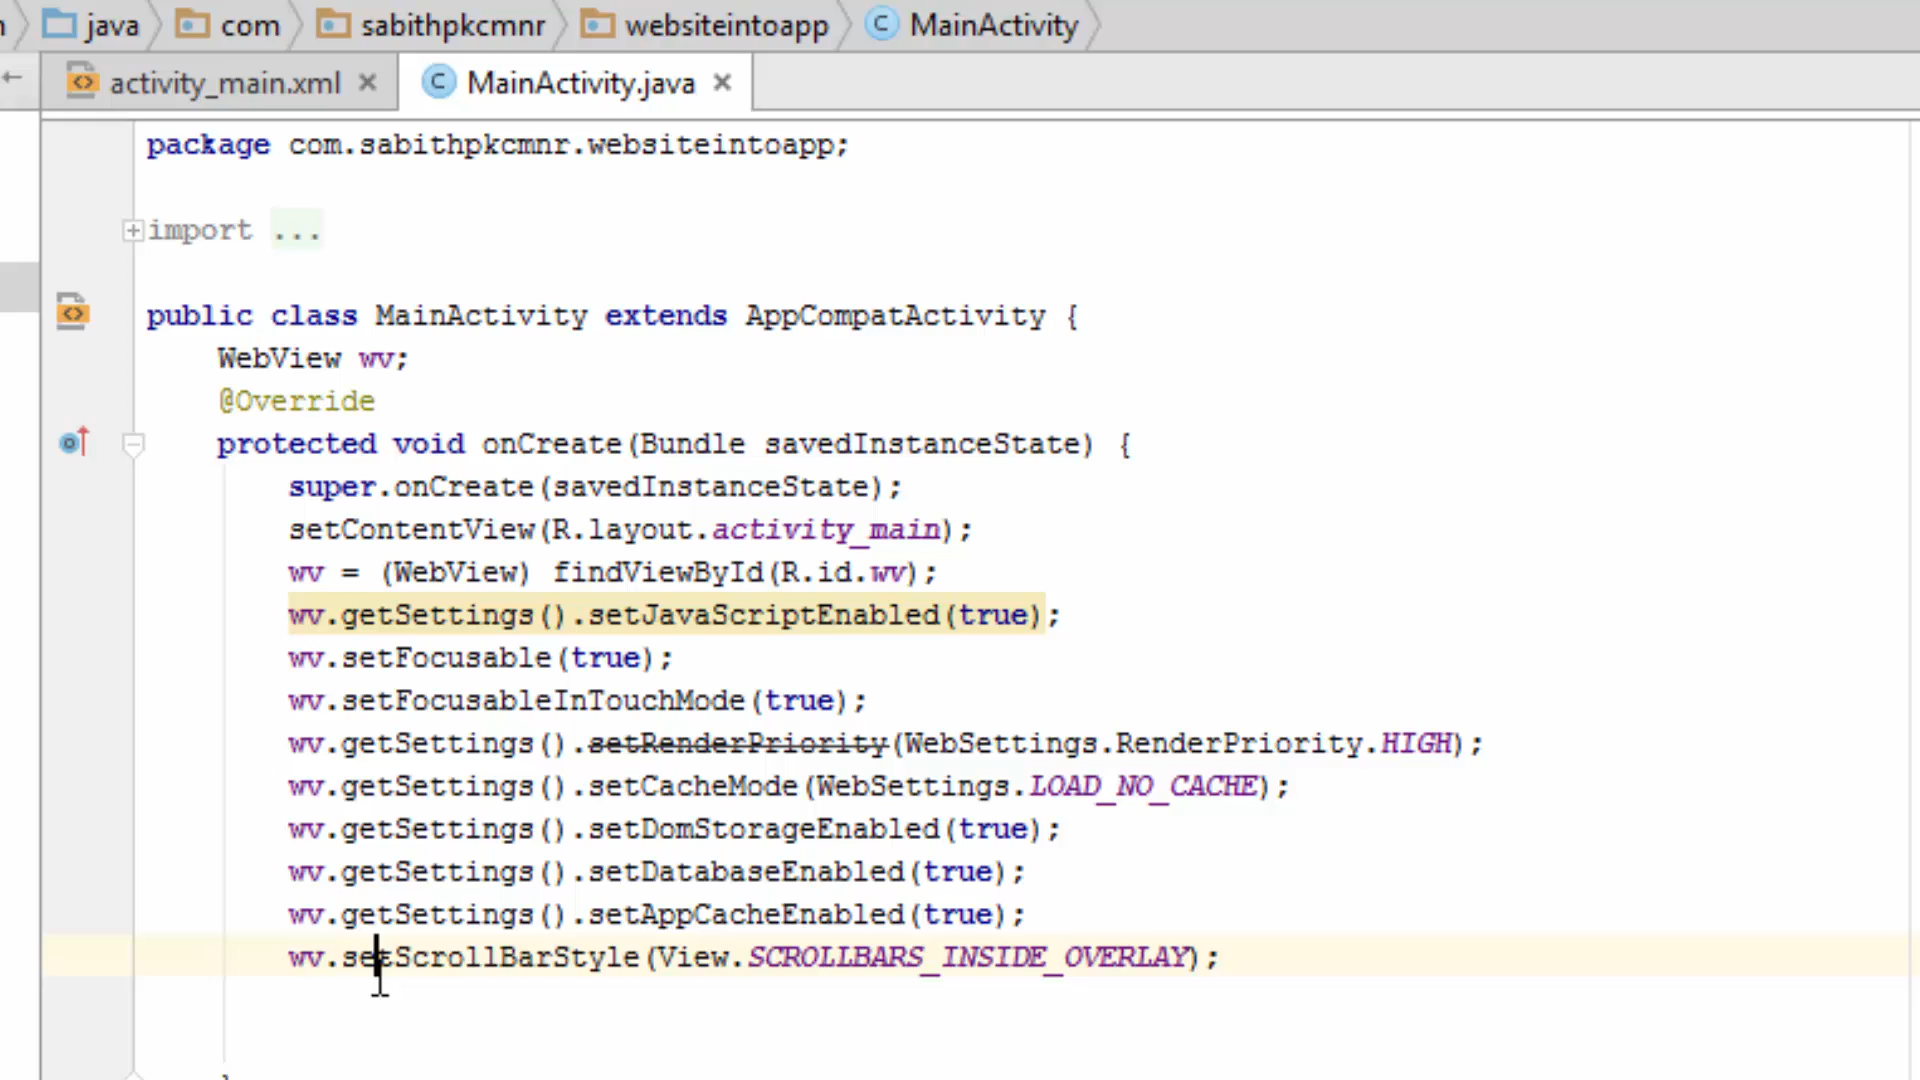 java com sabithpkcmnr websiteintoapp MainActivity
activity_main.xml MainActivity.java
package com.sabithpkcmnr.websiteintoapp;
import ...
public class MainActivity extends AppCompatActivity {
WebView wv;
@Override
protected void onCreate(Bundle savedInstanceState) {
super.onCreate(savedInstanceState);
setContentView(R.layout.activity_main);
wv = (WebView) findViewById(R.id.wv);
wv.getSettings().setJavaScriptEnabled(true);
wv.setFocusable(true);
wv.setFocusableInTouchMode(true);
wv.getSettings().setRenderPriority(WebSettings.RenderPriority.HIGH);
wv.getSettings().setCacheMode(WebSettings.LOAD_NO_CACHE);
wv.getSettings().setDomStorageEnabled(true);
wv.getSettings().setDatabaseEnabled(true);
wv.getSettings().setAppCacheEnabled(true);
wv.setScrollBarStyle(View.SCROLLBARS_INSIDE_OVERLAY);